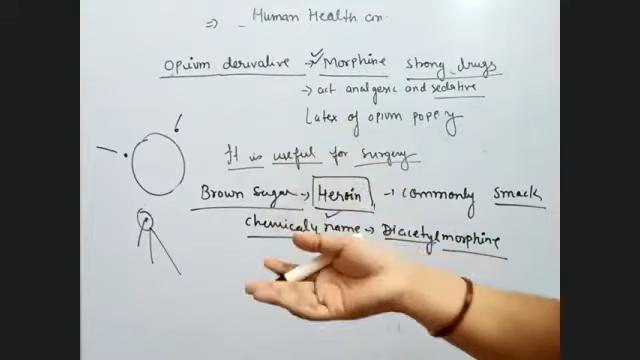 ⇒ Human Health
Opium derivative → ✓ Morphine strong drugs
→ act analgesic and sedative
Latex of opium poppy
It is useful for surgery
Brown sugar → Heroin → commonly smack
chemicaly name → Diacetylmorphine